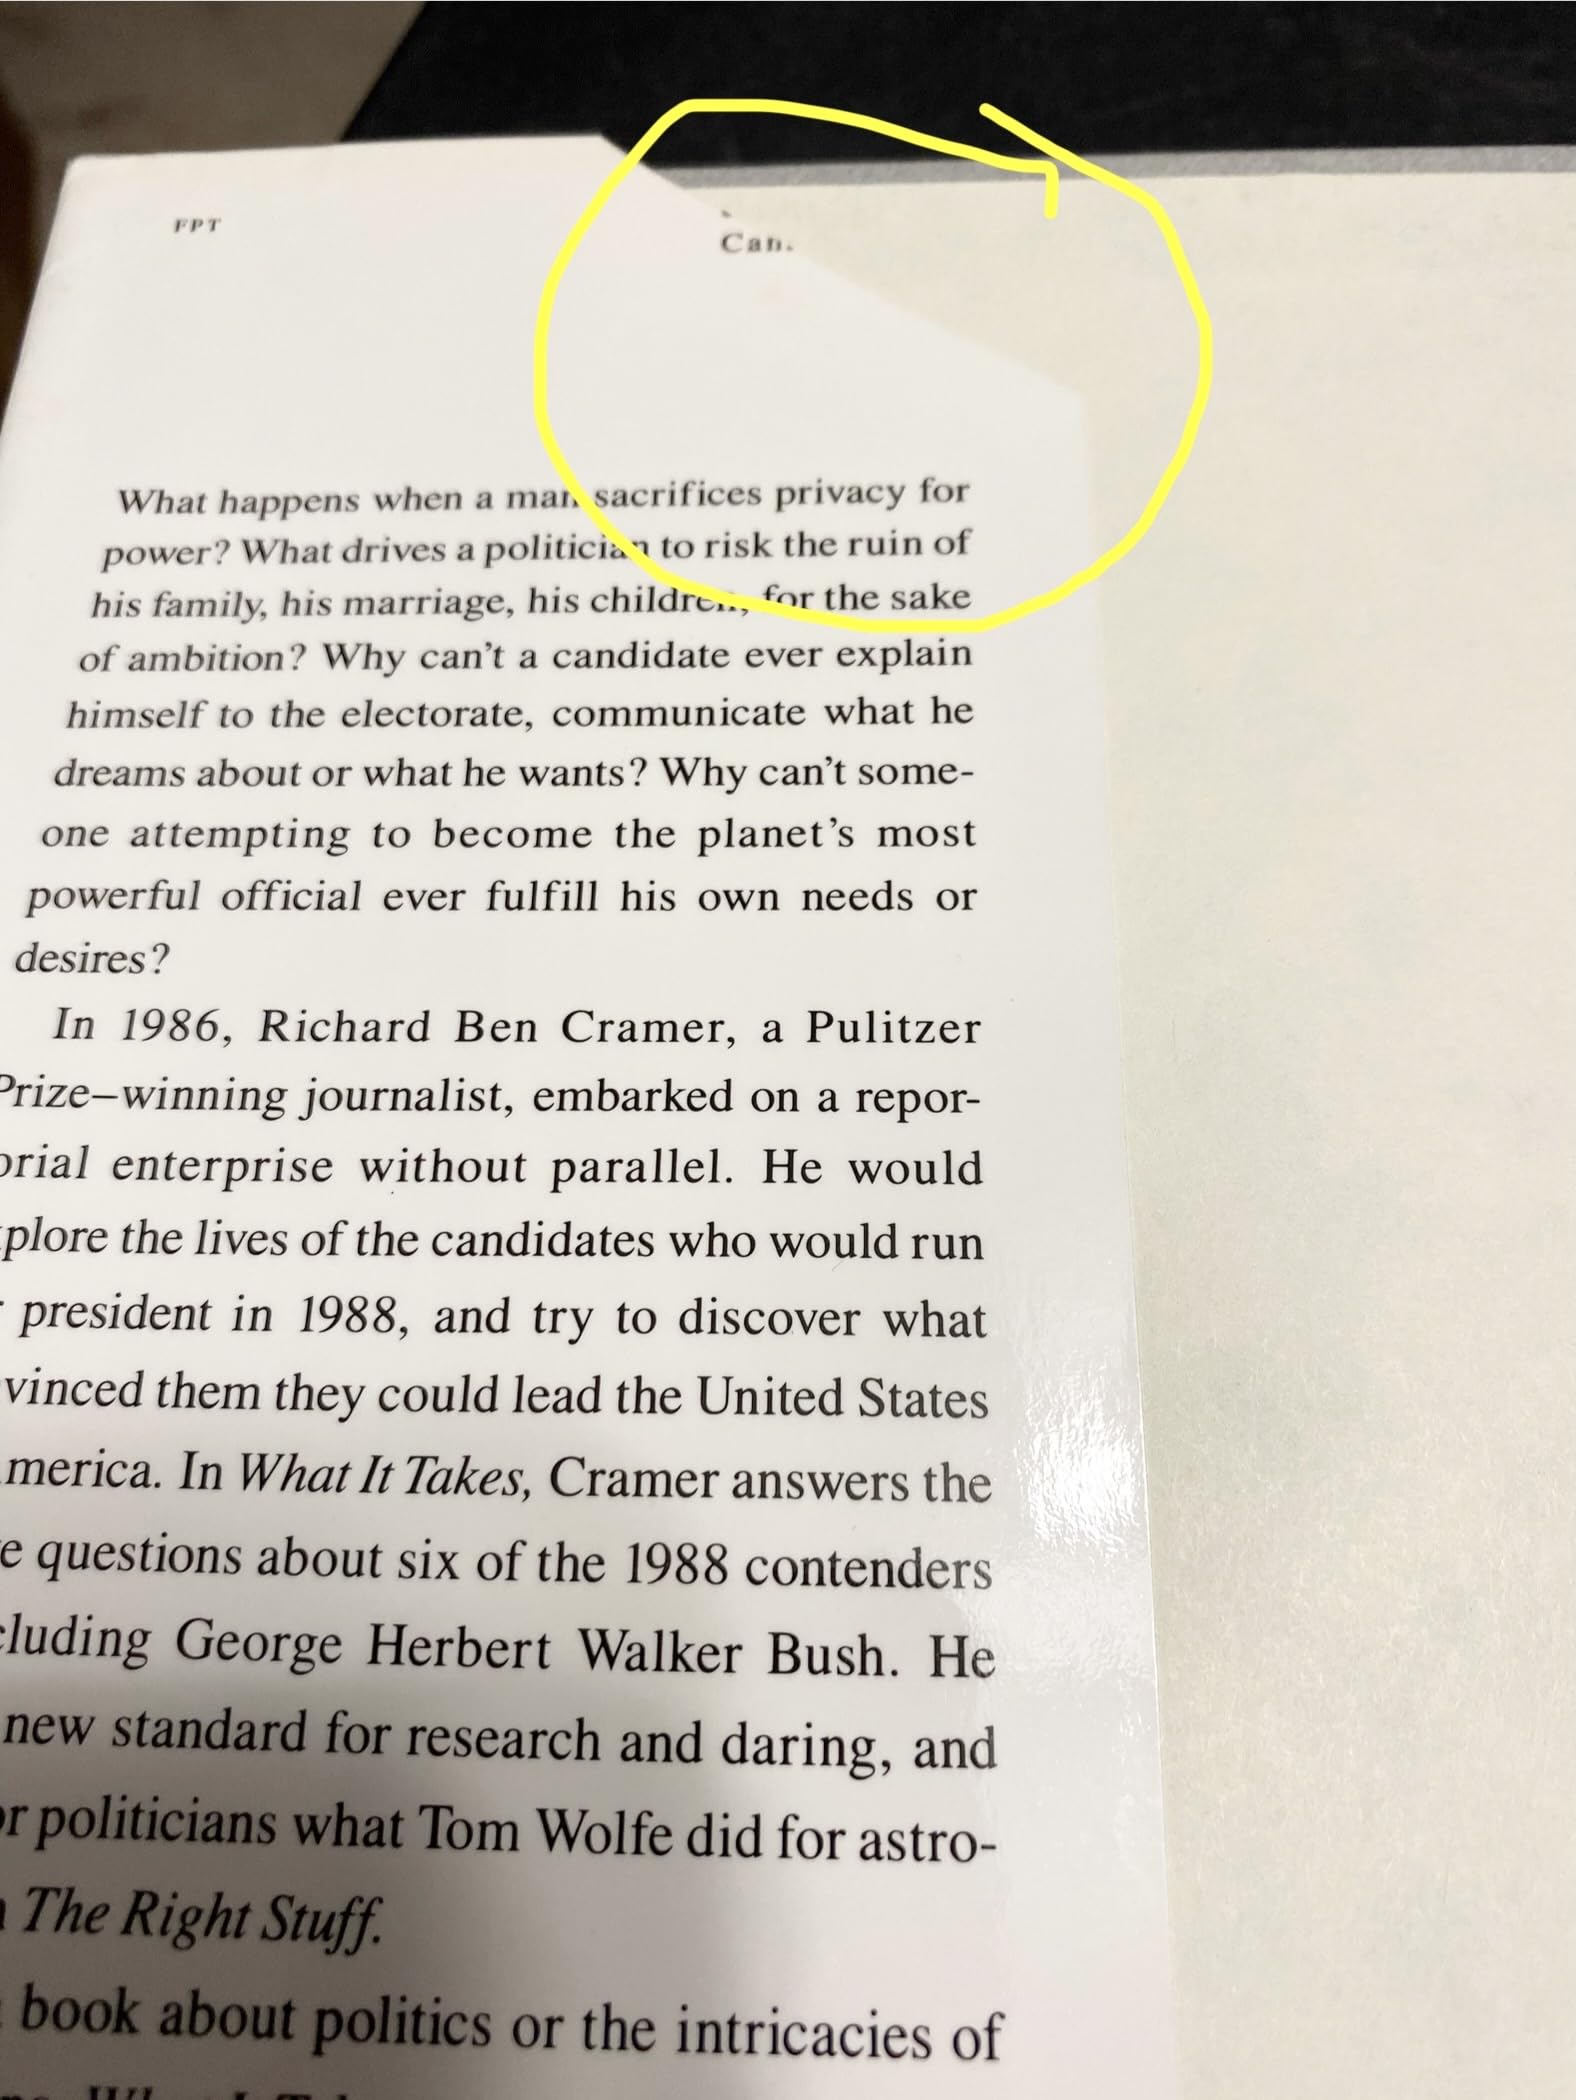 FPT
Can.
What happens when a man sacrifices privacy for
power? What drives a politician to risk the ruin of
his family, his marriage, his children, for the sake
of ambition? Why can't a candidate ever explain
himself to the electorate, communicate what he
dreams about or what he wants? Why can't some-
one attempting to become the planet's most
powerful official ever fulfill his own needs or
desires?
In 1986, Richard Ben Cramer, a Pulitzer
Prize–winning journalist, embarked on a repor-
orial enterprise without parallel. He would
plore the lives of the candidates who would run
president in 1988, and try to discover what
vinced them they could lead the United States
merica. In What It Takes, Cramer answers the
e questions about six of the 1988 contenders
cluding George Herbert Walker Bush. He
new standard for research and daring, and
or politicians what Tom Wolfe did for astro-
The Right Stuff.
book about politics or the intricacies of